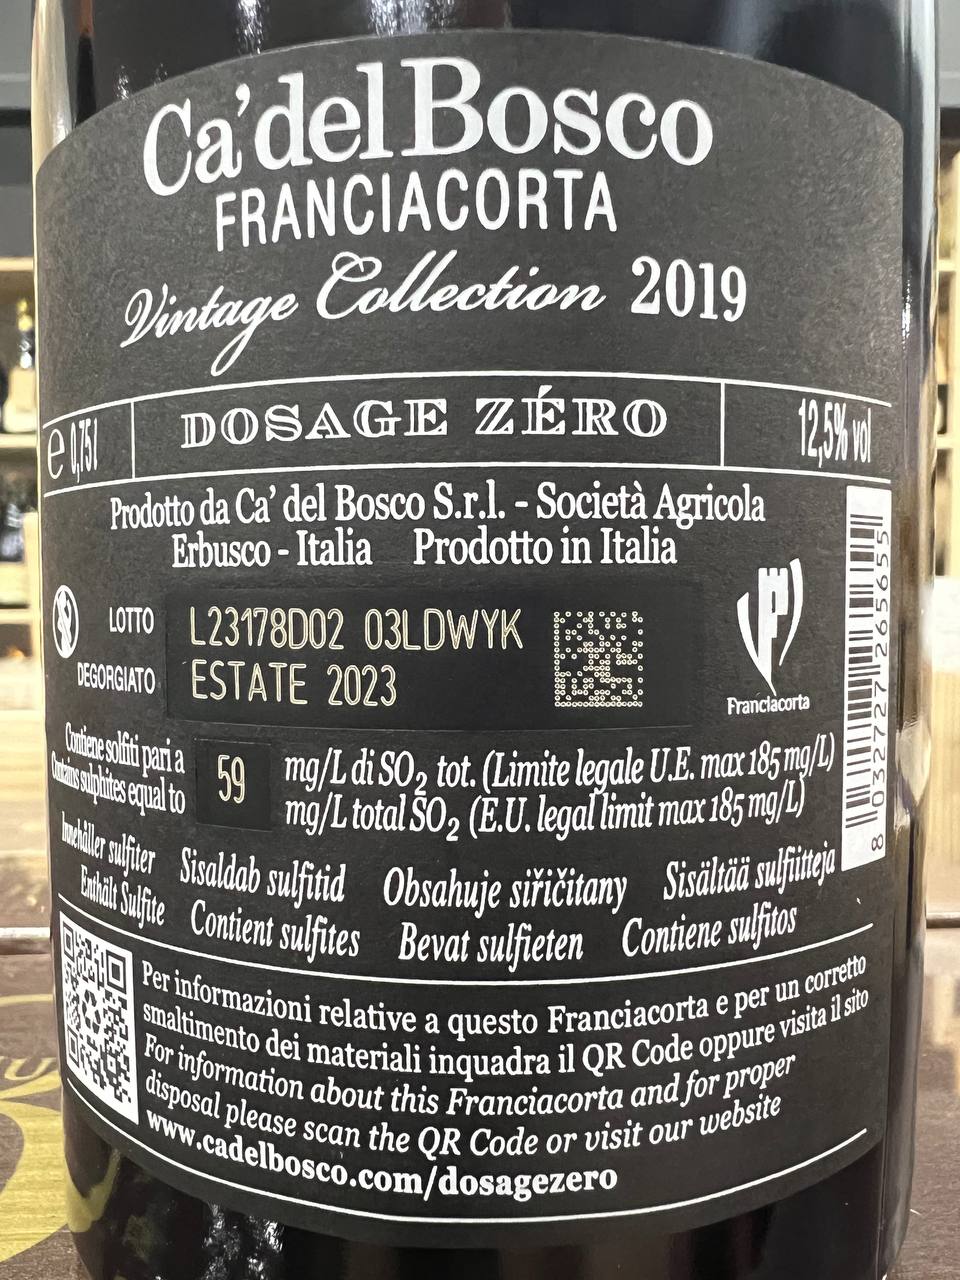 Ca'del Bosco
FRANCIACORTA
Vintage Collection 2019
e 0,75 l
DOSAGE ZÉRO
12,5% vol
Prodotto da Ca' del Bosco S.r.l. - Società Agricola
Erbusco - Italia Prodotto in Italia
LOTTO
L23178D02 03LDWYK
DEGORGIATO
ESTATE 2023
Franciacorta
8 032727 265655
Contiene solfiti pari a
Contains sulphites equal to
59
mg/L di SO₂ tot. (Limite legale U.E. max 185 mg/L)
mg/L total SO₂ (E.U. legal limit max 185 mg/L)
Innehåller sulfiter Sisaldab sulfitid Obsahuje siřičitany Sisältää sulfiitteja
Enthält Sulfite Contient sulfites Bevat sulfieten Contiene sulfitos
Per informazioni relative a questo Franciacorta e per un corretto
smaltimento dei materiali inquadra il QR Code oppure visita il sito
For information about this Franciacorta and for proper
disposal please scan the QR Code or visit our website
www.cadelbosco.com/dosagezero